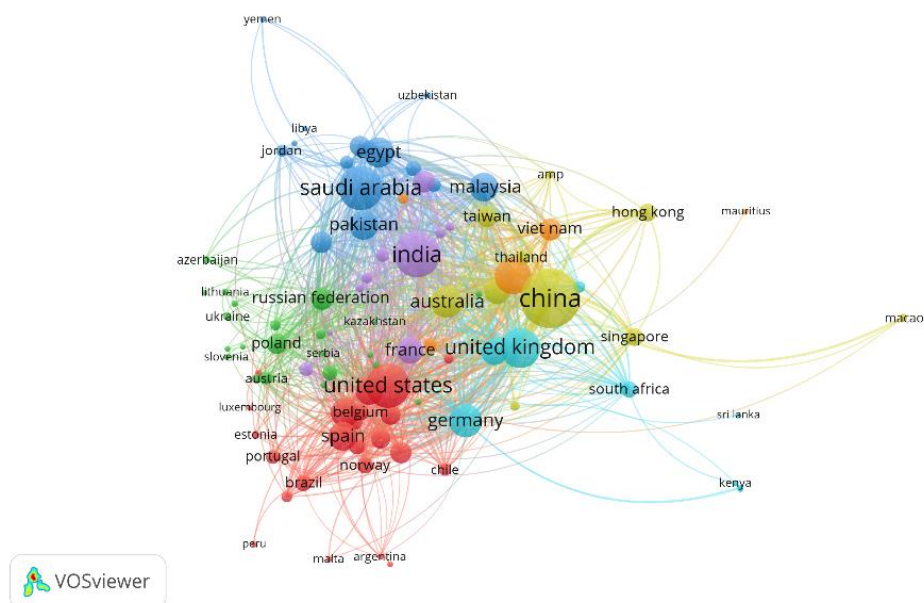 yemen
uzbekistan
libya
jordan
egypt
saudi arabia
malaysia
amp
taiwan
hong kong
mauritius
pakistan
viet nam
india
thailand
azerbaijan
lithuania
russian federation
australia
china
ukraine
kazakhstan
macao
poland
serbia
france
united kingdom
singapore
slovenia
austria
united states
south africa
luxembourg
belgium
germany
sri lanka
estonia
spain
portugal
norway
chile
brazil
kenya
peru
malta
argentina
VOSviewer